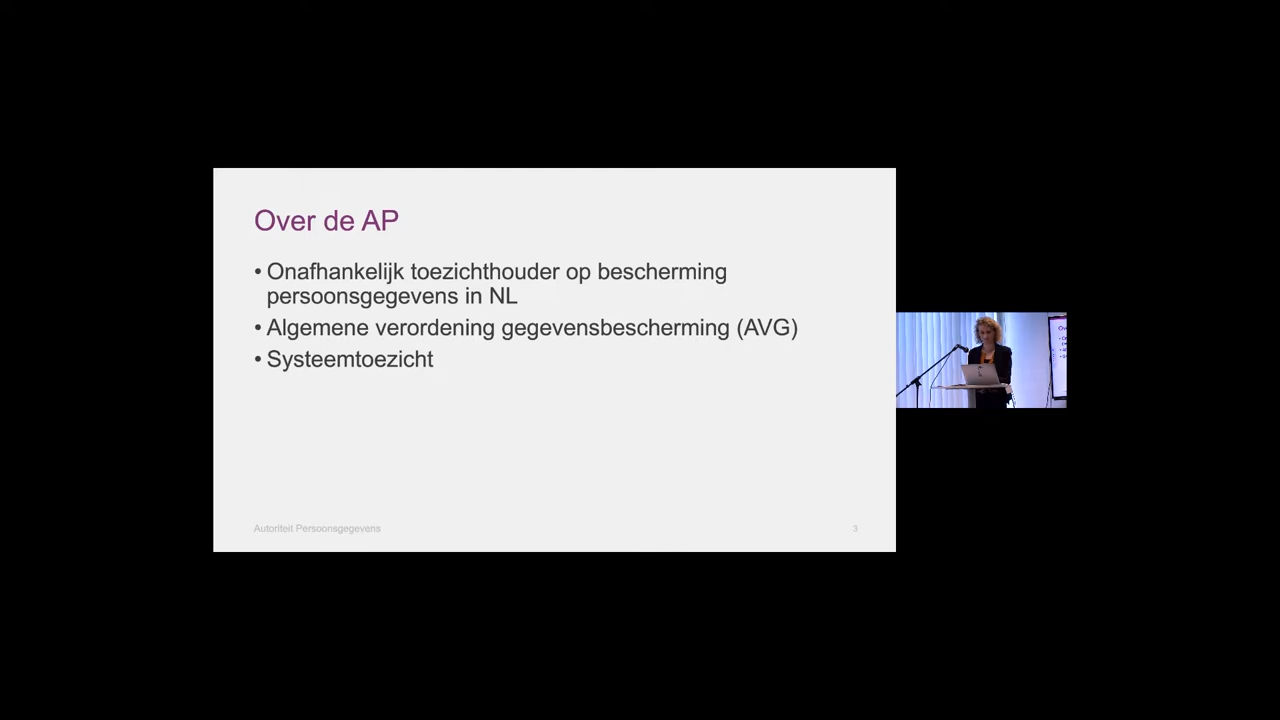 Over de AP
• Onafhankelijk toezichthouder op bescherming
persoonsgegevens in NL
• Algemene verordening gegevensbescherming (AVG)
• Systeemtoezicht
Autoriteit Persoonsgegevens
3